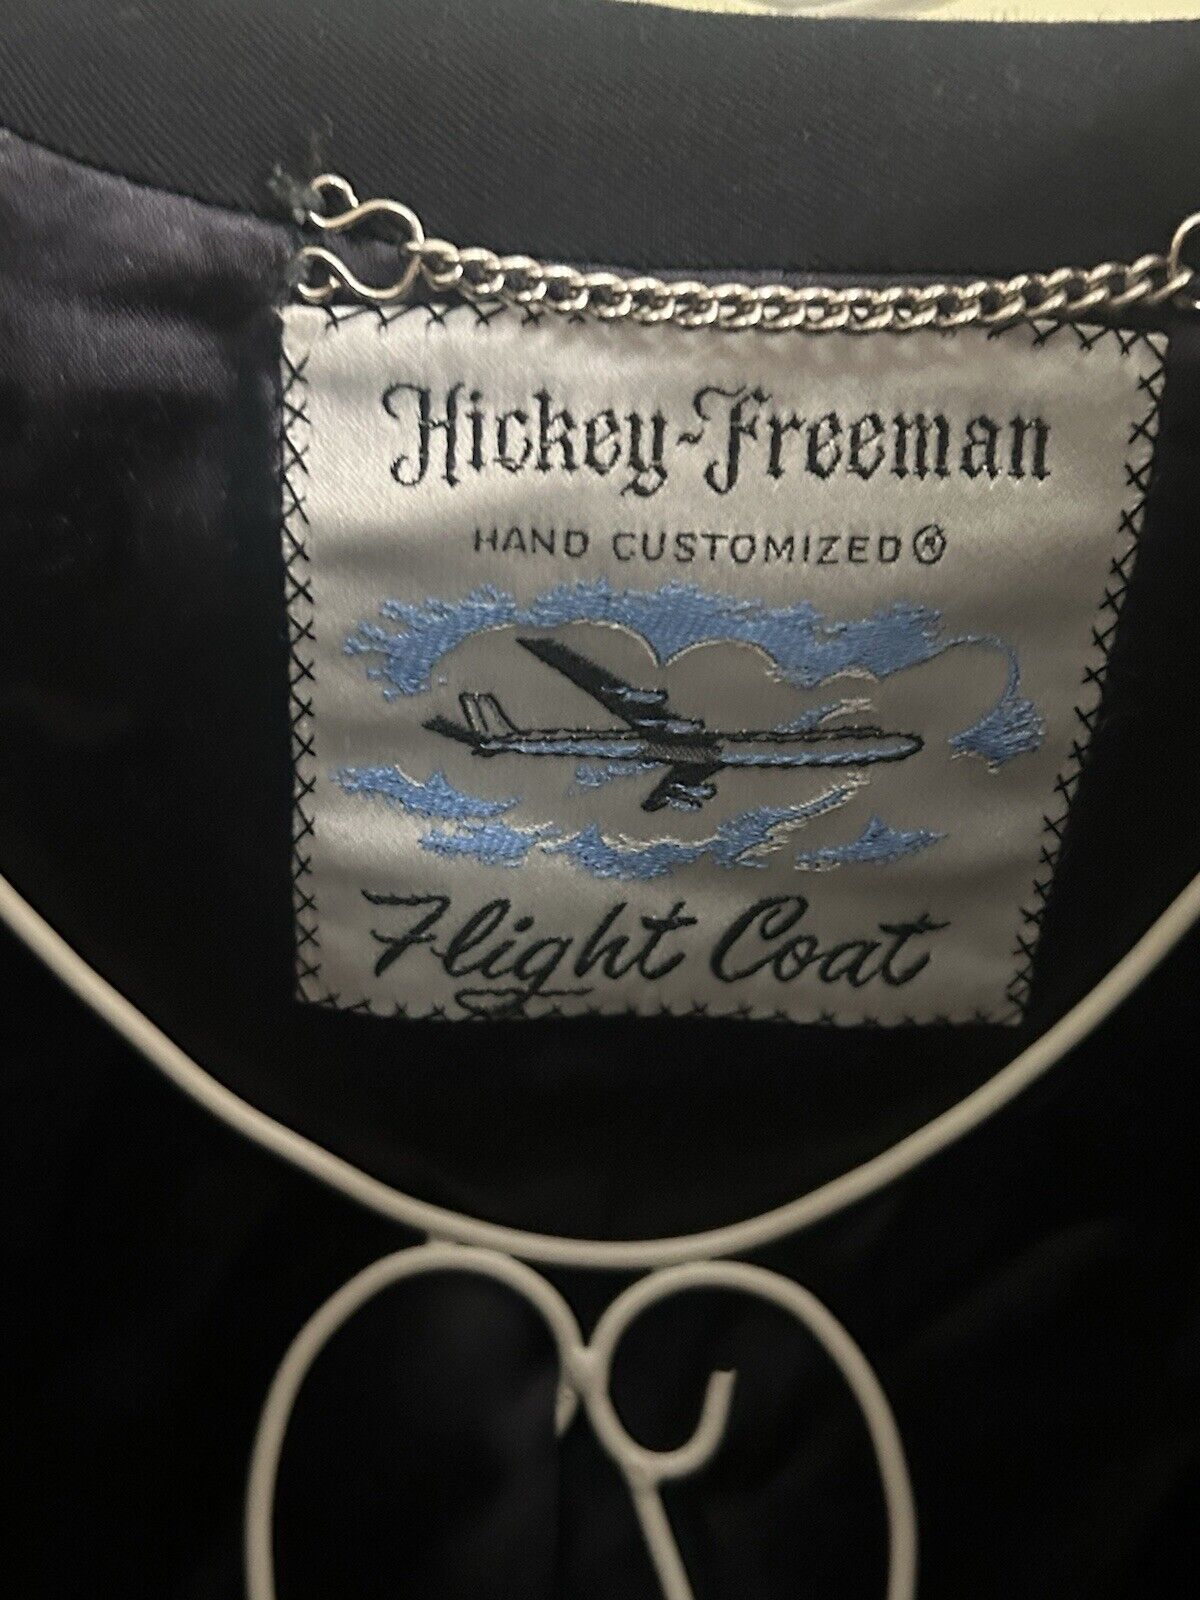 Hickey-Freeman
HAND CUSTOMIZED®
Flight Coat